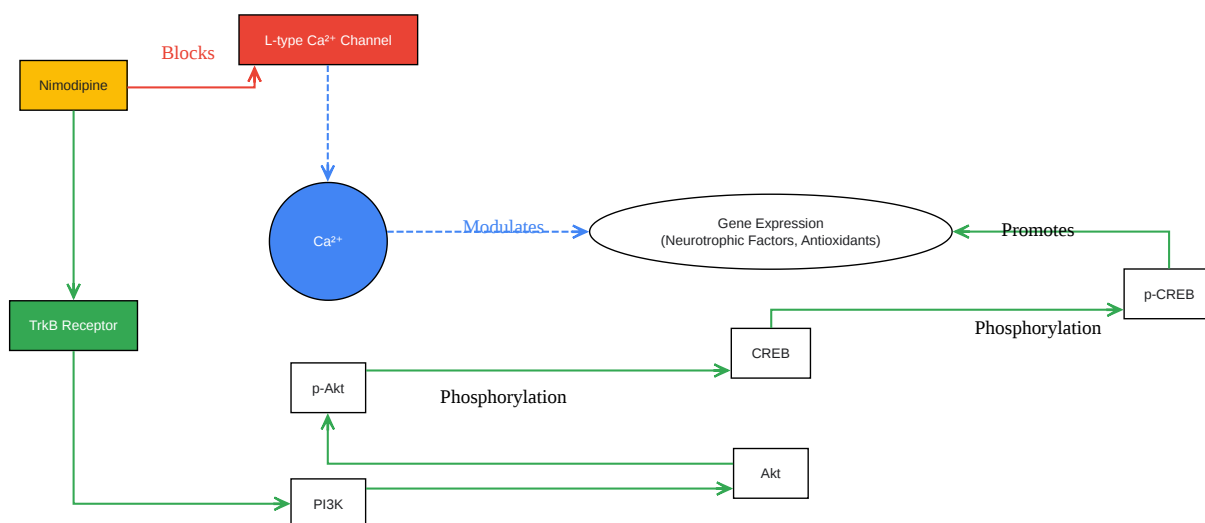 L-type Ca²⁺ Channel
Blocks
Nimodipine
Ca²⁺
Modulates
Gene Expression
(Neurotrophic Factors, Antioxidants)
Promotes
p-CREB
TrkB Receptor
Phosphorylation
CREB
p-Akt
Phosphorylation
Akt
PI3K